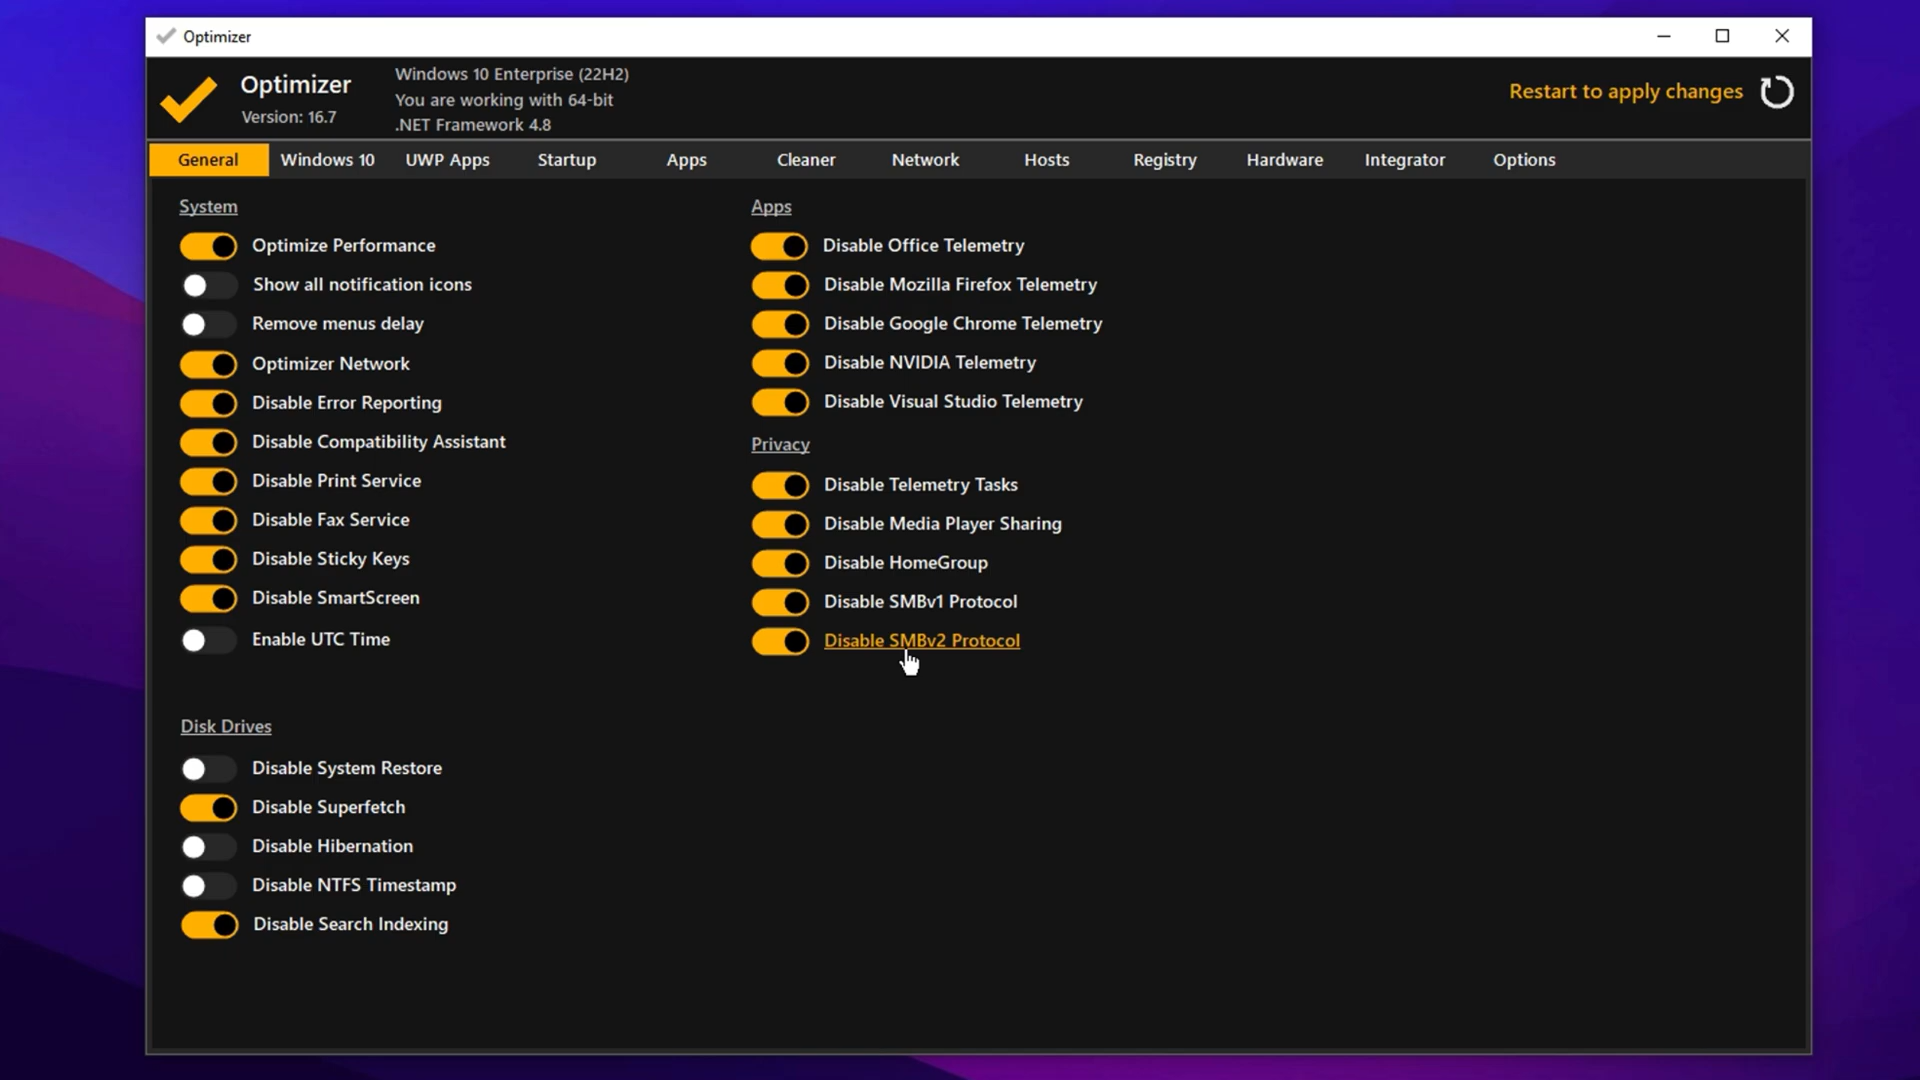 Optimizer
Optimizer
Version: 16.7
Windows 10 Enterprise (22H2)
You are working with 64-bit
.NET Framework 4.8
Restart to apply changes
General Windows 10 UWP Apps Startup Apps Cleaner Network Hosts Registry Hardware Integrator Options
System
Optimize Performance
Show all notification icons
Remove menus delay
Optimizer Network
Disable Error Reporting
Disable Compatibility Assistant
Disable Print Service
Disable Fax Service
Disable Sticky Keys
Disable SmartScreen
Enable UTC Time
Disk Drives
Disable System Restore
Disable Superfetch
Disable Hibernation
Disable NTFS Timestamp
Disable Search Indexing
Apps
Disable Office Telemetry
Disable Mozilla Firefox Telemetry
Disable Google Chrome Telemetry
Disable NVIDIA Telemetry
Disable Visual Studio Telemetry
Privacy
Disable Telemetry Tasks
Disable Media Player Sharing
Disable HomeGroup
Disable SMBv1 Protocol
Disable SMBv2 Protocol